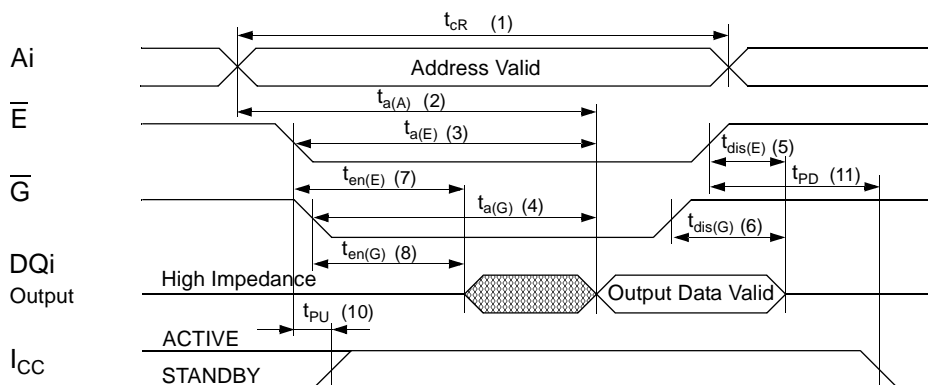 tcR (1)
Ai
Address Valid
ta(A) (2)
E
ta(E) (3)
tdis(E) (5)
ten(E) (7)
tPD (11)
G
ta(G) (4)
tdis(G) (6)
ten(G) (8)
DQi
Output
High Impedance
Output Data Valid
tPU (10)
ACTIVE
ICC
STANDBY